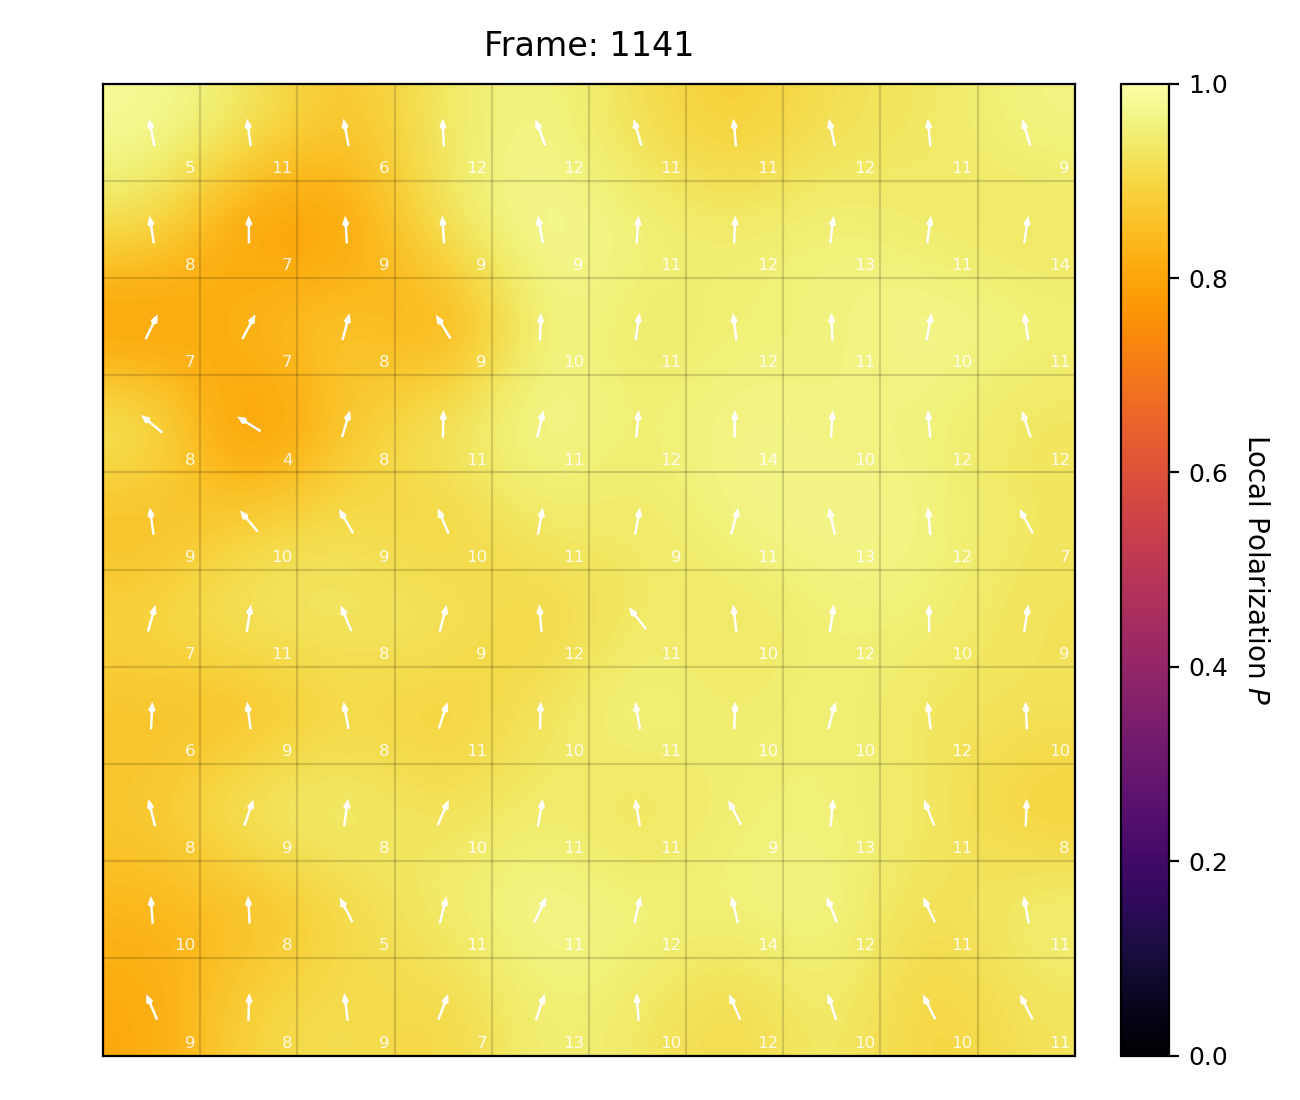 Frame: 1141
5 11 6 12 12 11 11 12 11 9
8 7 9 9 9 11 12 13 11 14
7 7 8 9 10 11 12 11 10 11
8 4 8 11 11 12 14 10 12 12
9 10 9 10 11 9 11 13 12 7
7 11 8 9 12 11 10 12 10 9
6 9 8 11 10 11 10 10 12 10
8 9 8 10 11 11 9 13 11 8
10 8 5 11 11 12 14 12 11 11
9 8 9 7 13 10 12 10 10 11
1.0
0.8
0.6
0.4
0.2
0.0
Local Polarization P